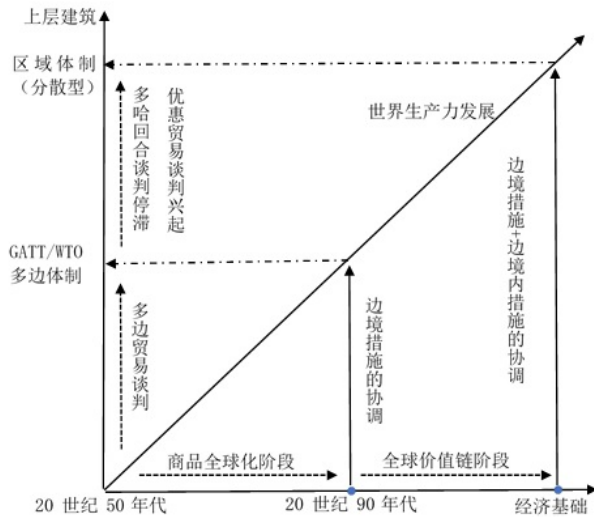 上层建筑
区域体制
（分散型）
多哈回合谈判停滞
优惠贸易谈判兴起
世界生产力发展
边境措施+边境内措施的协调
GATT/WTO
多边体制
多边贸易谈判
边境措施的协调
商品全球化阶段
全球价值链阶段
20 世纪 50 年代
20 世纪 90 年代
经济基础